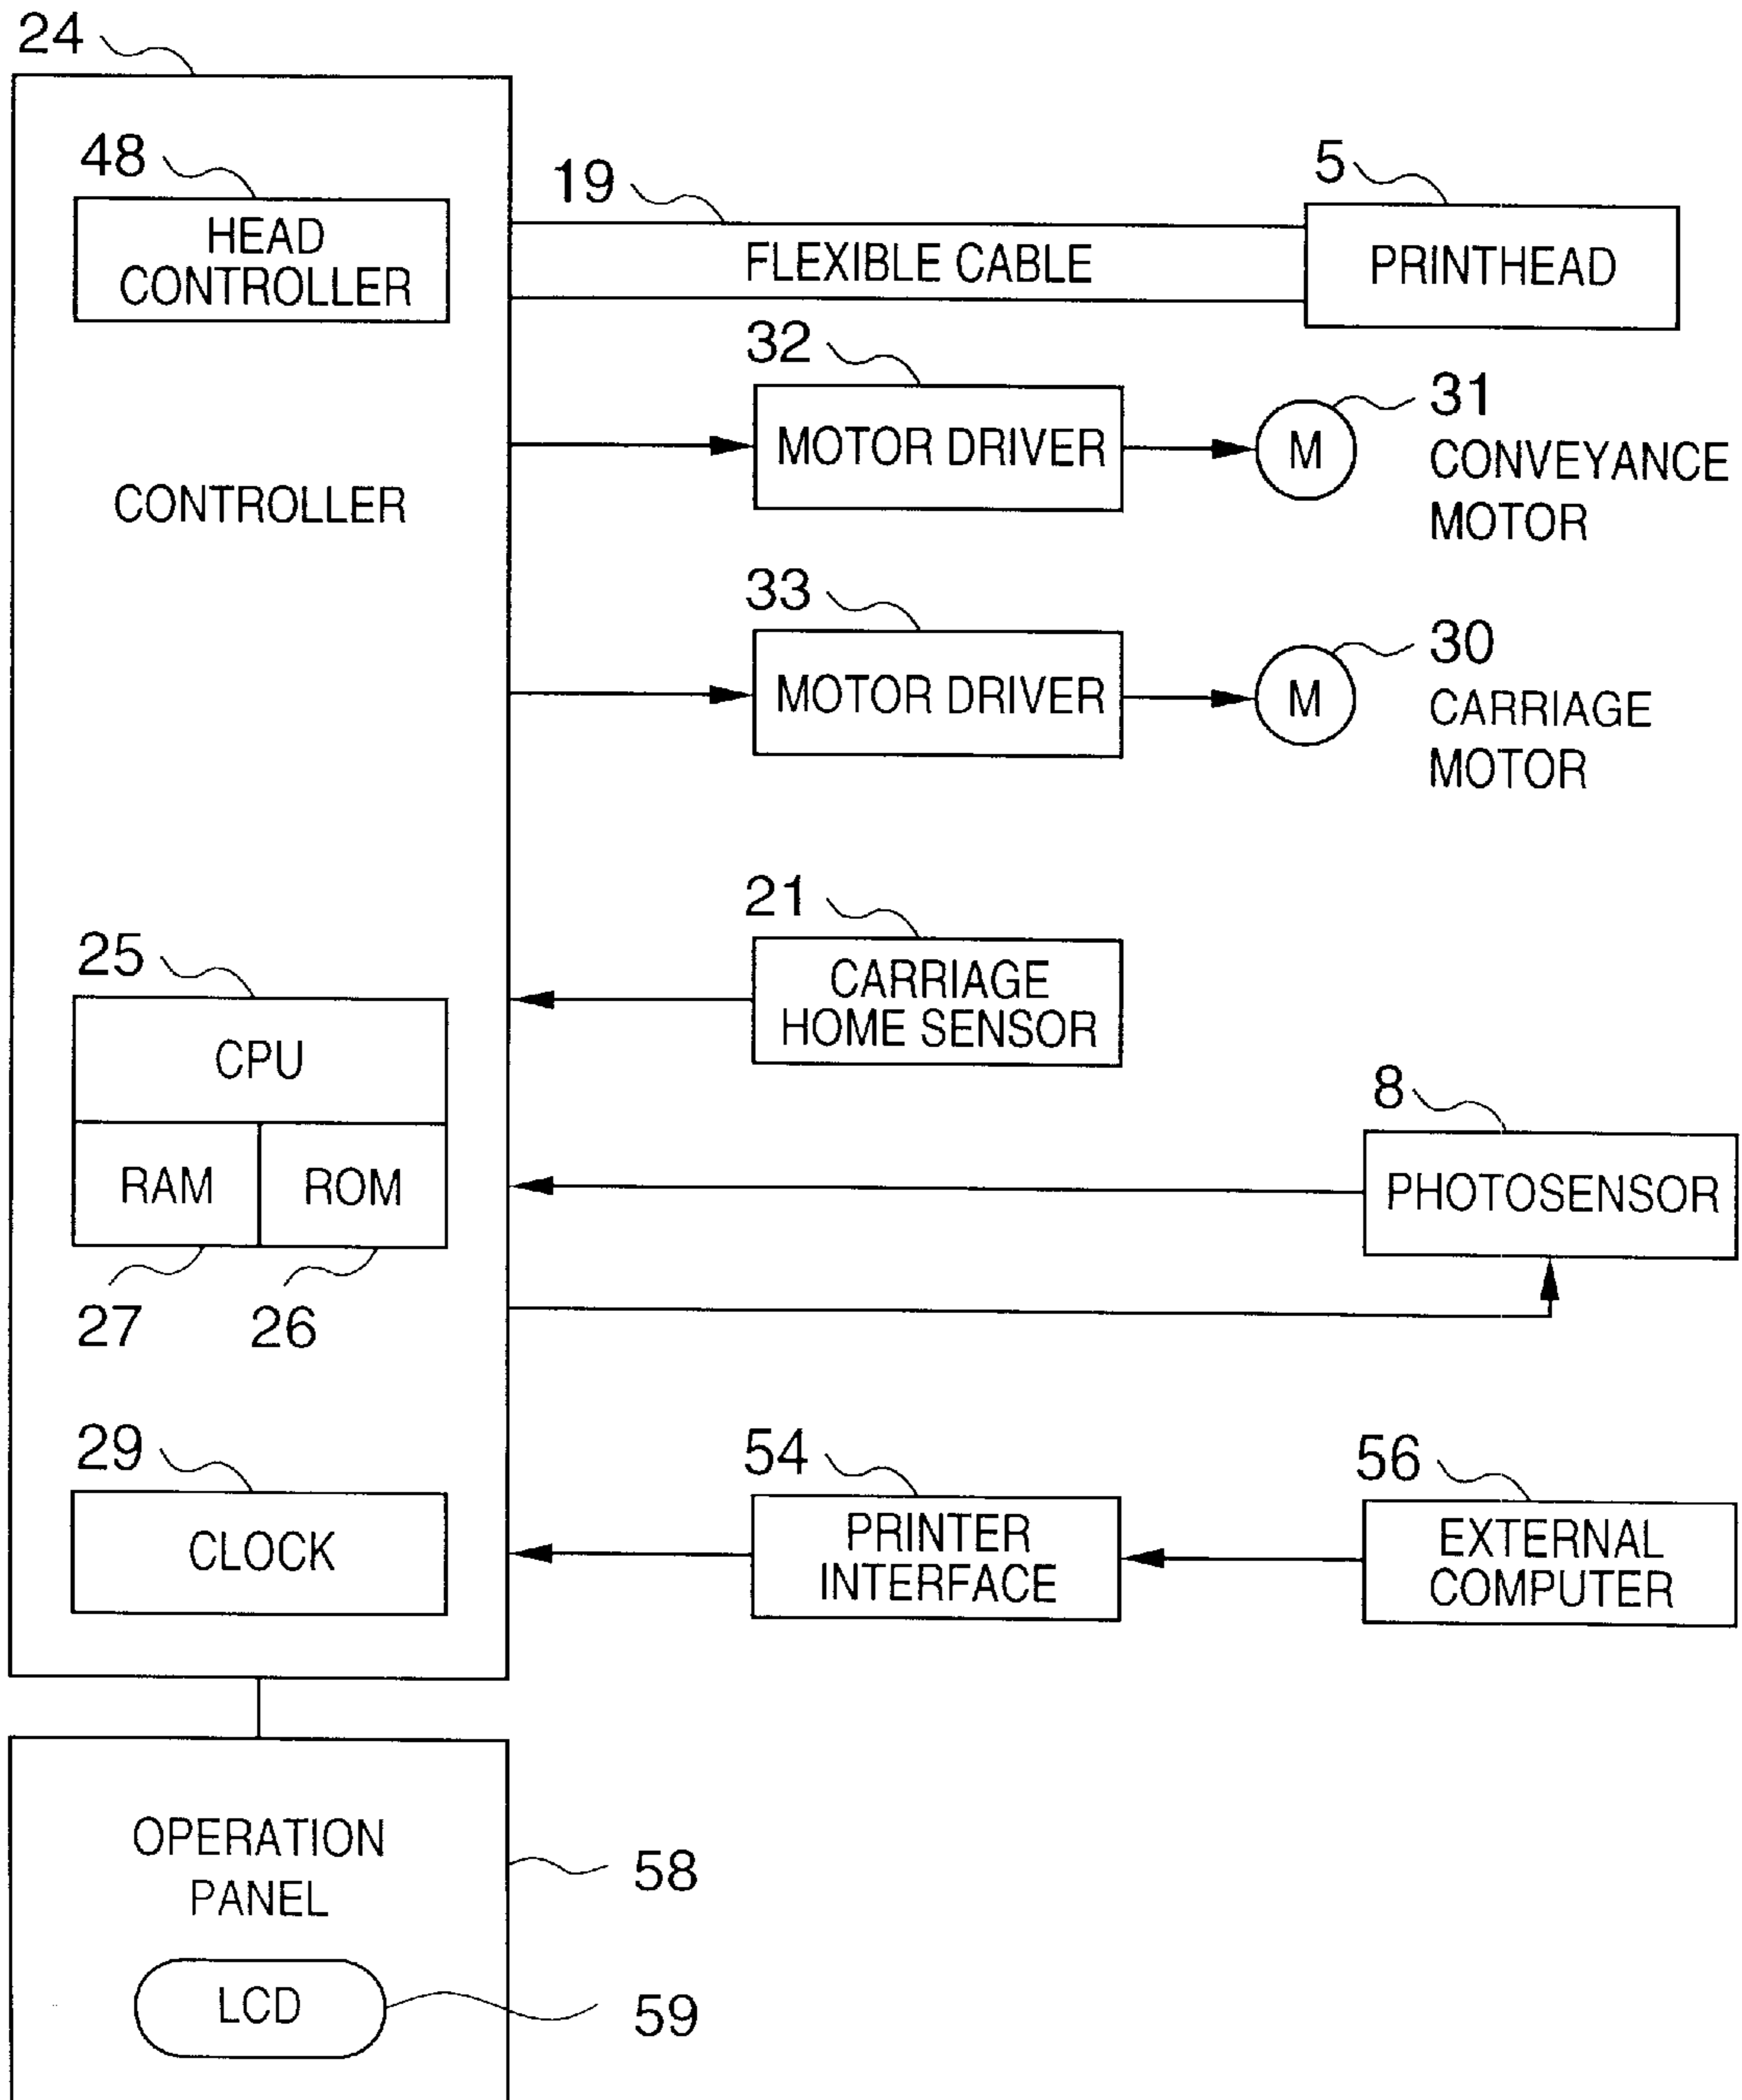 24
48
HEAD
CONTROLLER
19
FLEXIBLE CABLE
5
PRINTHEAD
32
MOTOR DRIVER
M
31
CONVEYANCE
MOTOR
CONTROLLER
33
MOTOR DRIVER
M
30
CARRIAGE
MOTOR
21
CARRIAGE
HOME SENSOR
25
CPU
RAM
ROM
27
26
8
PHOTOSENSOR
29
CLOCK
54
PRINTER
INTERFACE
56
EXTERNAL
COMPUTER
OPERATION
PANEL
58
LCD
59